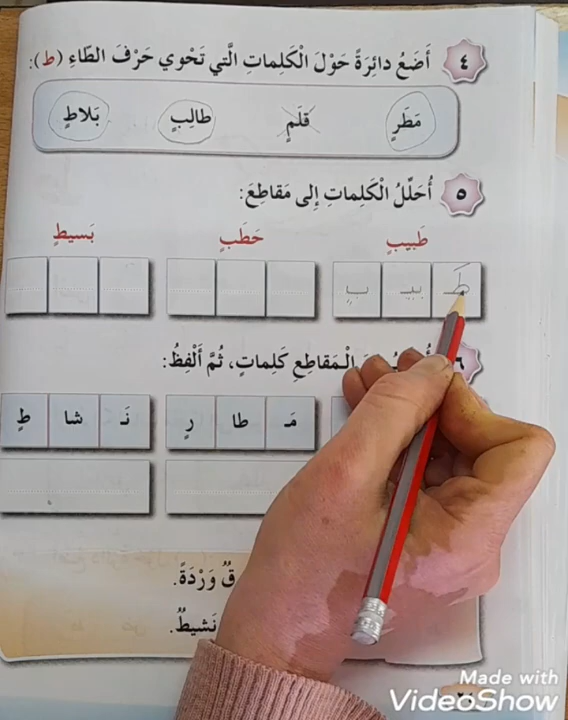 ٤ أَضَعُ دائِرَةً حَوْلَ الْكَلِماتِ الَّتي تَحْوي حَرْفَ الطّاءِ (ط):
مَطَرٍ قَلَمٍ طالِبٍ بَلاطٍ
٥ أُحَلِّلُ الْكَلِماتِ إِلى مَقاطِعَ:
طَبيبٍ حَطَبٍ بَسيطٍ
طَ بيـ بٍ
٦ الْمَقاطِعِ كَلِماتٍ، ثُمَّ أَلْفِظُ:
مَـ طا رٍ نَـ شا طٍ
وَرْدَةً.
نَشيطٌ.
Made with
VideoShow